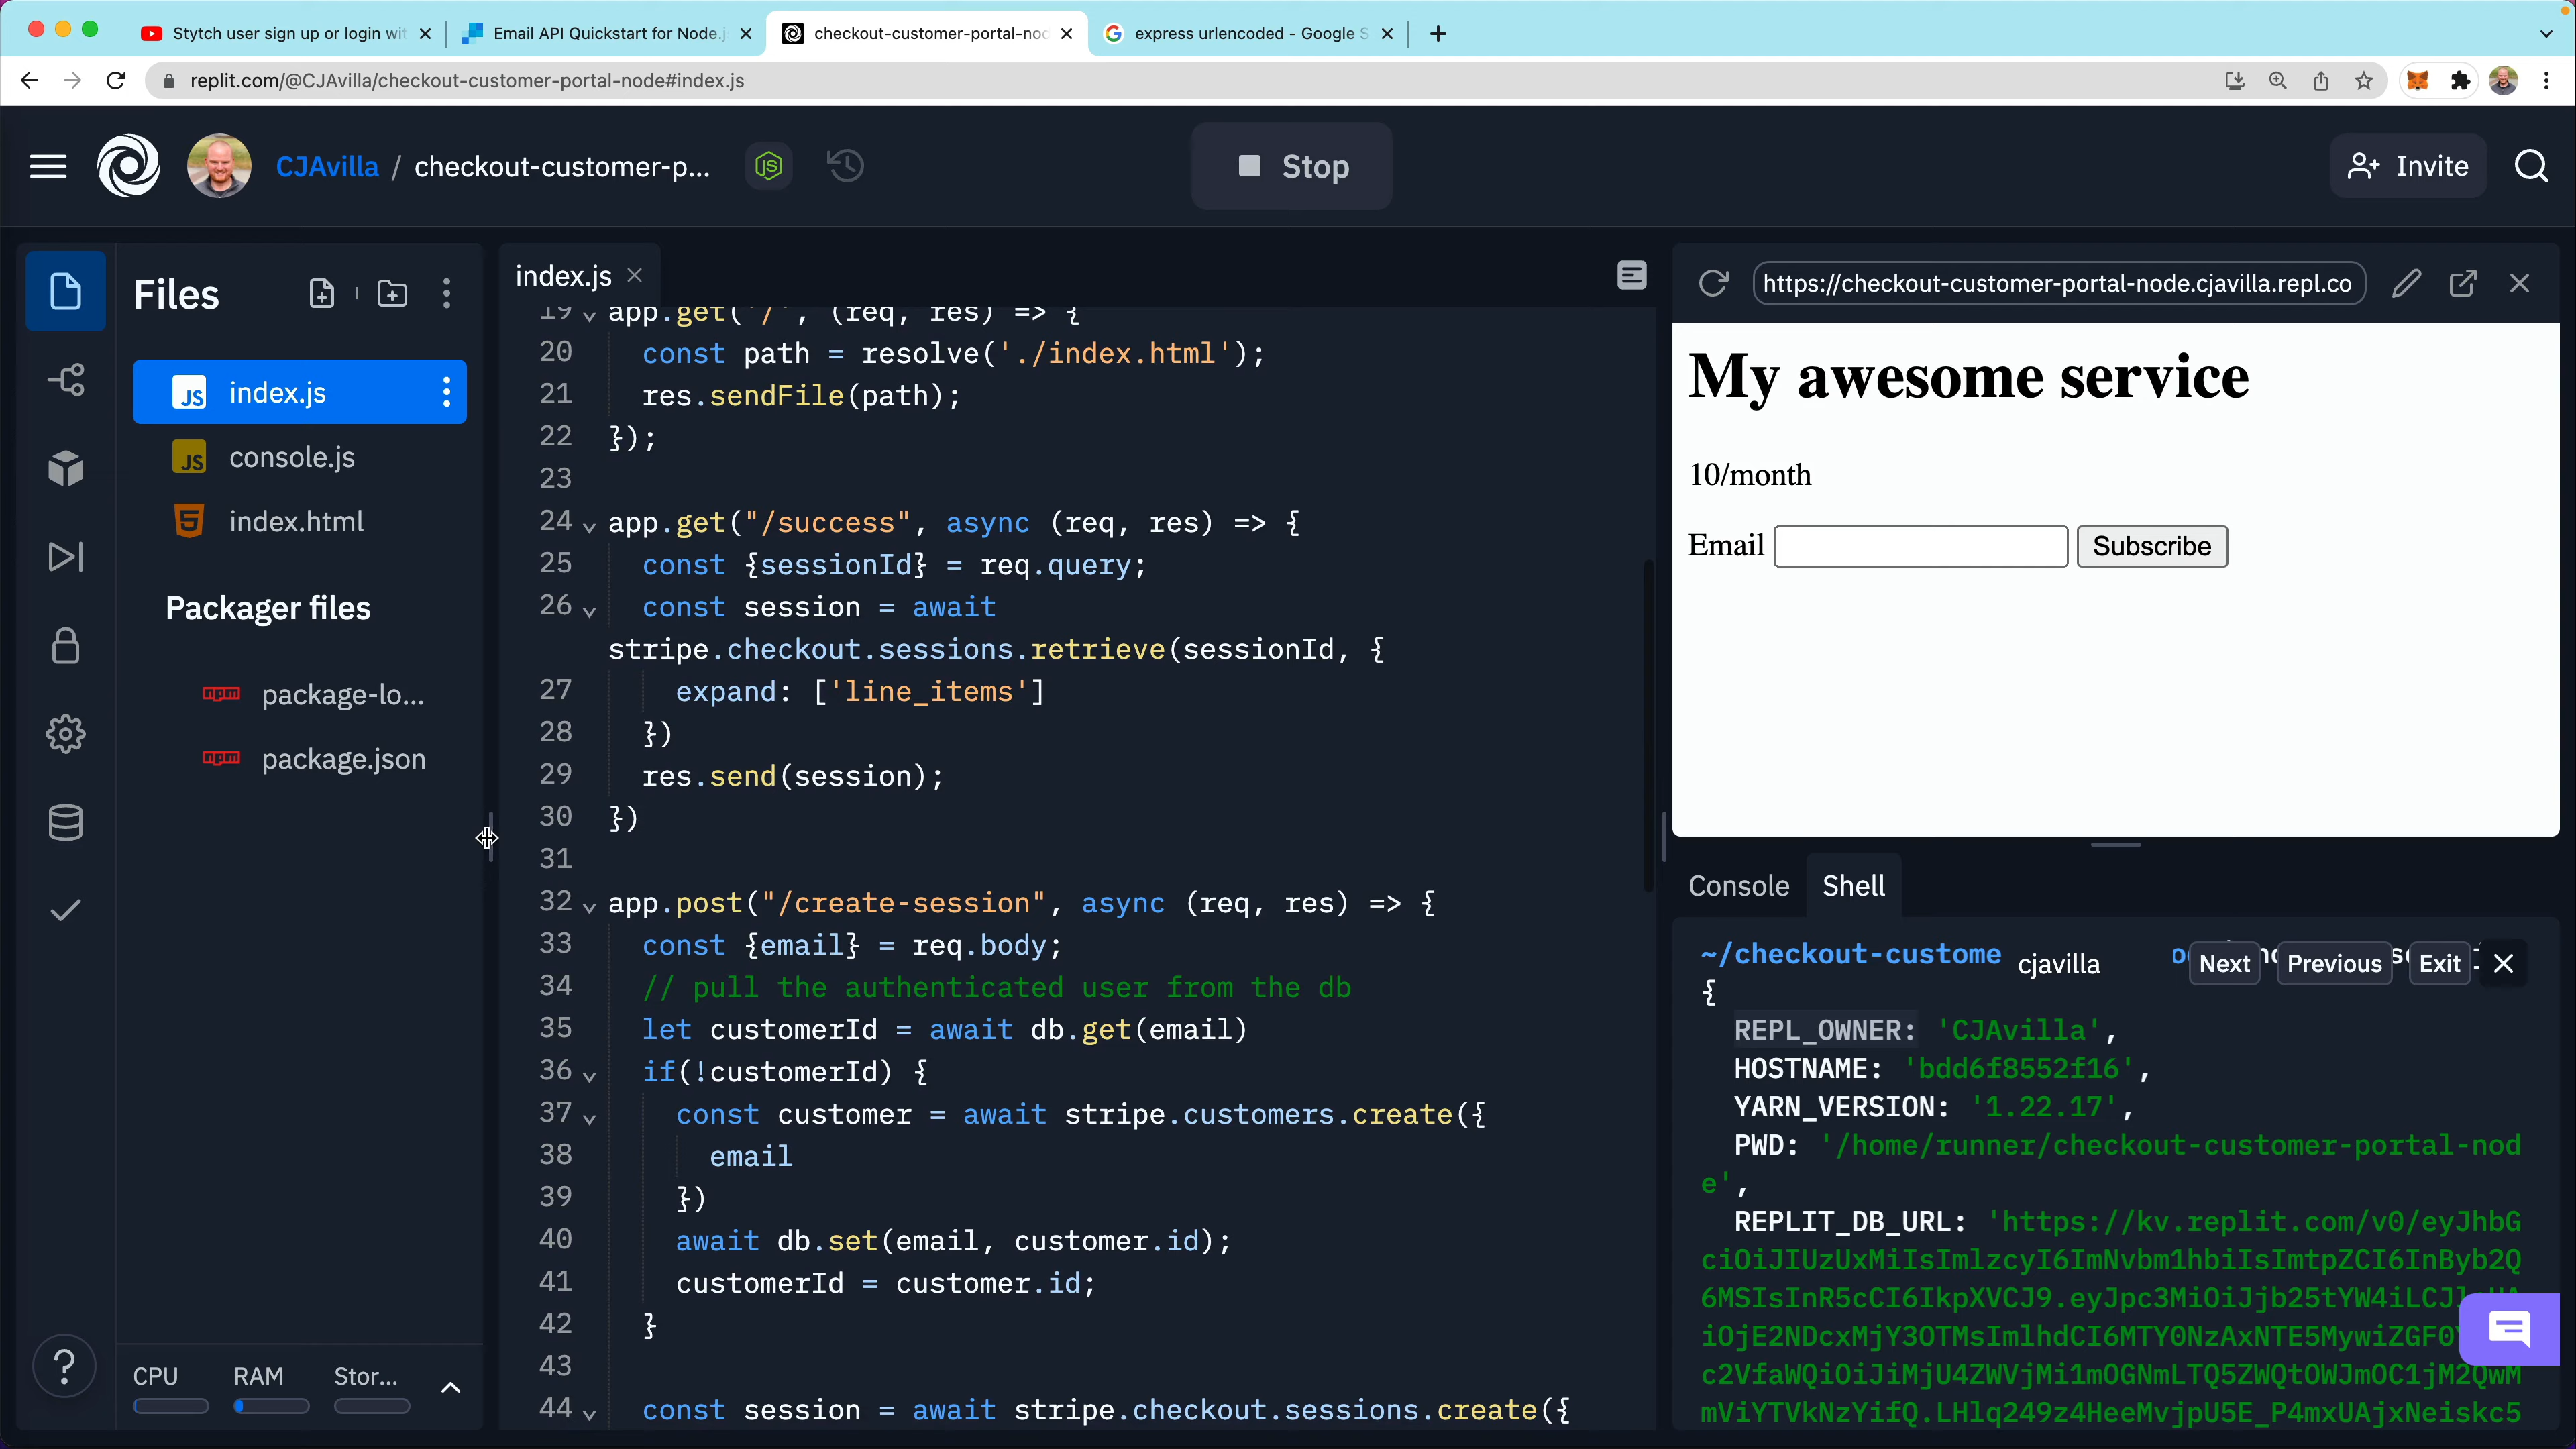 Stytch user sign up or login wit
Email API Quickstart for Node.j
checkout-customer-portal-nod
express urlencoded - Google S
replit.com/@CJAvilla/checkout-customer-portal-node#index.js
CJAvilla / checkout-customer-p...
Stop
Invite
Files
index.js
console.js
index.html
Packager files
package-lo...
package.json
CPU
RAM
Stor...
index.js
19 app.get('/', (req, res) => {
20 const path = resolve('./index.html');
21 res.sendFile(path);
22 });
23
24 app.get("/success", async (req, res) => {
25 const {sessionId} = req.query;
26 const session = await
stripe.checkout.sessions.retrieve(sessionId, {
27 expand: ['line_items']
28 })
29 res.send(session);
30 })
31
32 app.post("/create-session", async (req, res) => {
33 const {email} = req.body;
34 // pull the authenticated user from the db
35 let customerId = await db.get(email)
36 if(!customerId) {
37 const customer = await stripe.customers.create({
38 email
39 })
40 await db.set(email, customer.id);
41 customerId = customer.id;
42 }
43
44 const session = await stripe.checkout.sessions.create({
https://checkout-customer-portal-node.cjavilla.repl.co
My awesome service
10/month
Email
Subscribe
Console
Shell
~/checkout-custome
cjavilla
Next
Previous
Exit
{
REPL_OWNER: 'CJAvilla',
HOSTNAME: 'bdd6f8552f16',
YARN_VERSION: '1.22.17',
PWD: '/home/runner/checkout-customer-portal-nod
e',
REPLIT_DB_URL: 'https://kv.replit.com/v0/eyJhbG